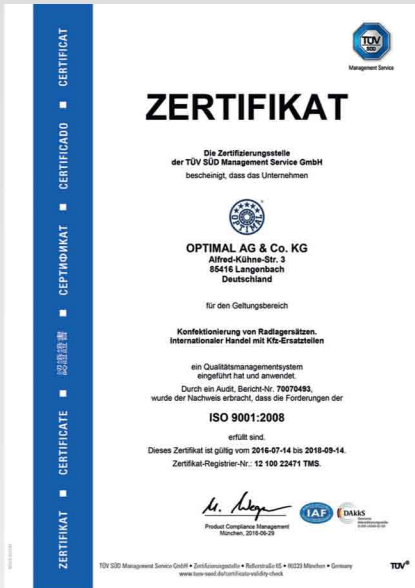 TÜV
SÜD
Management Service
ZERTIFIKAT
Die Zertifizierungsstelle
der TÜV SÜD Management Service GmbH
bescheinigt, dass das Unternehmen
OPTIMAL
OPTIMAL AG & Co. KG
Alfred-Kühne-Str. 3
85416 Langenbach
Deutschland
für den Geltungsbereich
Konfektionierung von Radlagersätzen.
Internationaler Handel mit Kfz-Ersatzteilen
ein Qualitätsmanagementsystem
eingeführt hat und anwendet.
Durch ein Audit, Bericht-Nr. 70070493,
wurde der Nachweis erbracht, dass die Forderungen der
ISO 9001:2008
erfüllt sind.
Dieses Zertifikat ist gültig vom 2016-07-14 bis 2018-09-14.
Zertifikat-Registrier-Nr.: 12 100 22471 TMS.
Product Compliance Management
München, 2016-06-29
IAF
DAkkS
TÜV SÜD Management Service GmbH • Zertifizierungsstelle • Ridlerstraße 65 • 80339 München • Germany
www.tuev-sued.de/certificate-validity-check
TÜV®
ZERTIFIKAT ■ CERTIFICATE ■ 認證證書 ■ СЕРТИФИКАТ ■ CERTIFICADO ■ CERTIFICAT